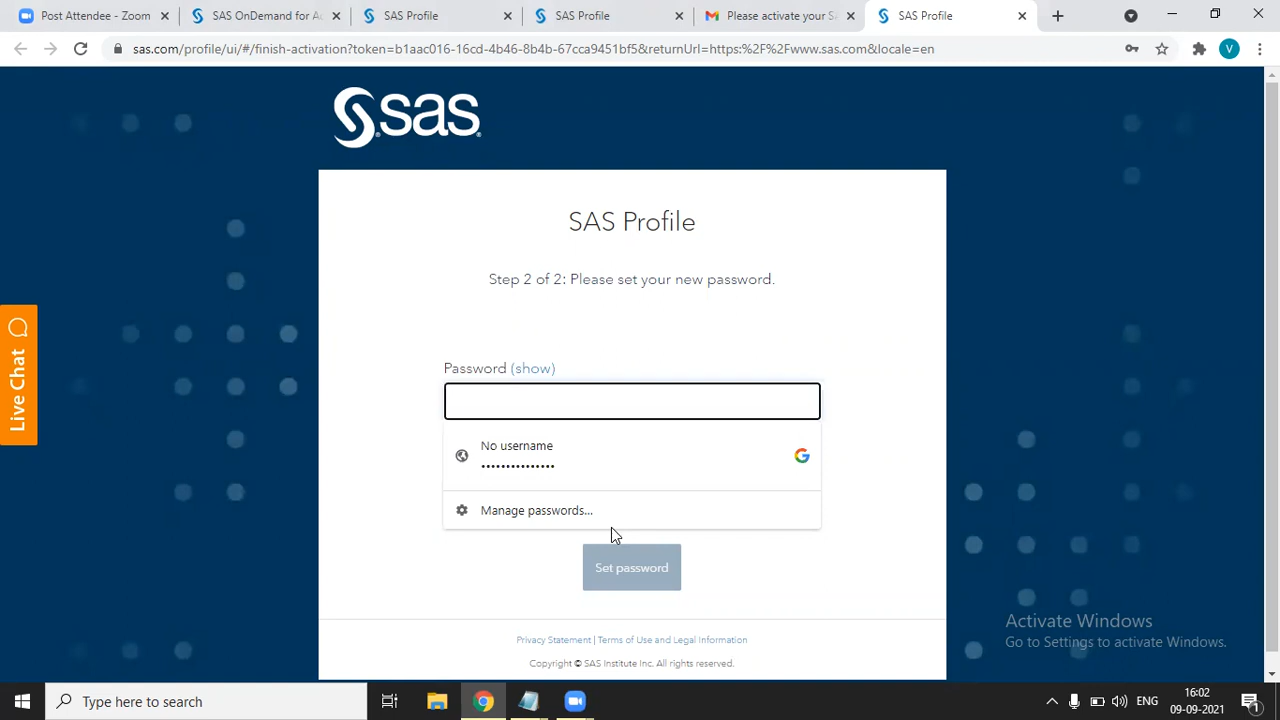 Post Attendee - Zoom
SAS OnDemand for A
SAS Profile
SAS Profile
Please activate your S
SAS Profile
sas.com/profile/ui/#/finish-activation?token=b1aac016-16cd-4b46-8b4b-67cca9451bf5&returnUrl=https:%2F%2Fwww.sas.com&locale=en
V
sas
SAS Profile
Step 2 of 2: Please set your new password.
Live Chat
Password (show)
No username
•••••••••••••••
Manage passwords...
Set password
Activate Windows
Go to Settings to activate Windows.
Privacy Statement | Terms of Use and Legal Information
Copyright © SAS Institute Inc. All rights reserved.
Type here to search
ENG
16:02
09-09-2021
1